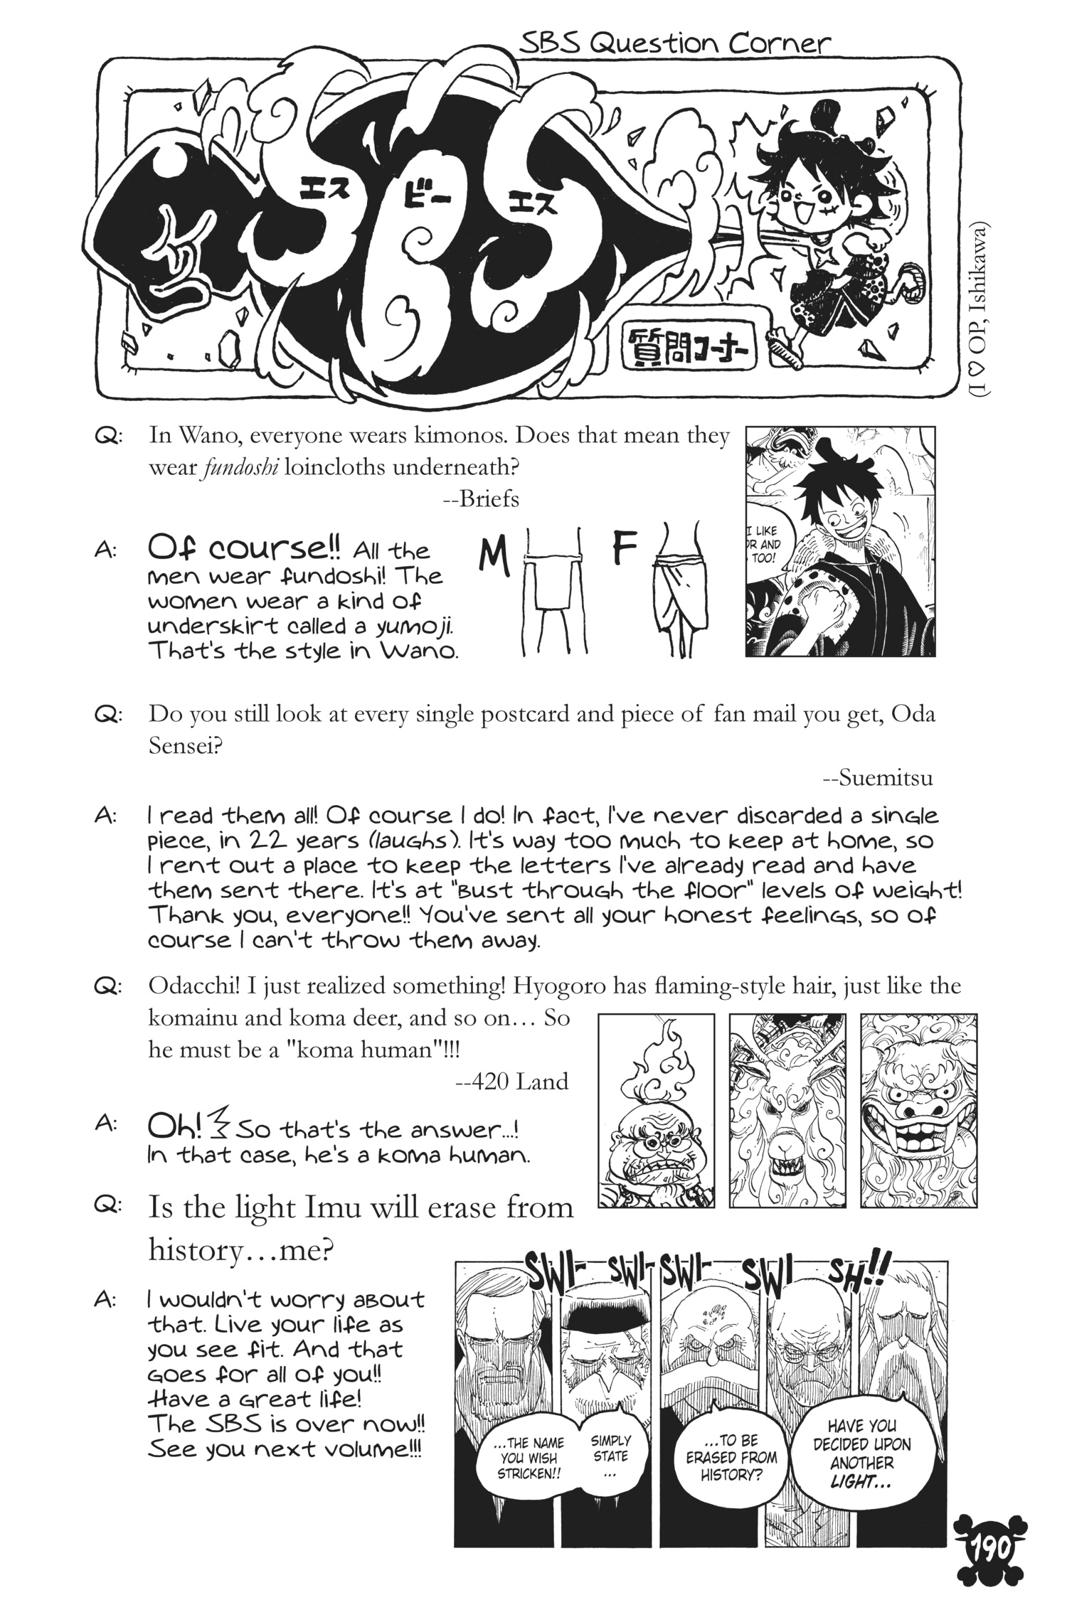 SBS Question Corner
エス
ビー
エス
質問コーナー
(I ♡ OP, Ishikawa)
Q: In Wano, everyone wears kimonos. Does that mean they
wear fundoshi loincloths underneath?
--Briefs
I LIKE
OR AND
TOO!
A: Of course!! All the
men wear fundoshi! The
women wear a kind of
underskirt called a yumoji.
That's the style in Wano.
M
F
Q: Do you still look at every single postcard and piece of fan mail you get, Oda
Sensei?
--Suemitsu
A: I read them all! Of course I do! In fact, I've never discarded a single
piece, in 22 years (laughs). It's way too much to keep at home, so
I rent out a place to keep the letters I've already read and have
them sent there. It's at "bust through the floor" levels of weight!
Thank you, everyone!! You've sent all your honest feelings, so of
course I can't throw them away.
Q: Odacchi! I just realized something! Hyogoro has flaming-style hair, just like the
komainu and koma deer, and so on… So
he must be a "koma human"!!!
--420 Land
A: Oh! So that's the answer...!
In that case, he's a koma human.
Q: Is the light Imu will erase from
history…me?
A: I wouldn't worry about
that. Live your life as
you see fit. And that
goes for all of you!!
Have a great life!
The SBS is over now!!
See you next volume!!!
SWI- SWI- SWI- SWI SH!!
HAVE YOU
DECIDED UPON
ANOTHER
LIGHT...
...TO BE
ERASED FROM
HISTORY?
SIMPLY
STATE
...
...THE NAME
YOU WISH
STRICKEN!!
190